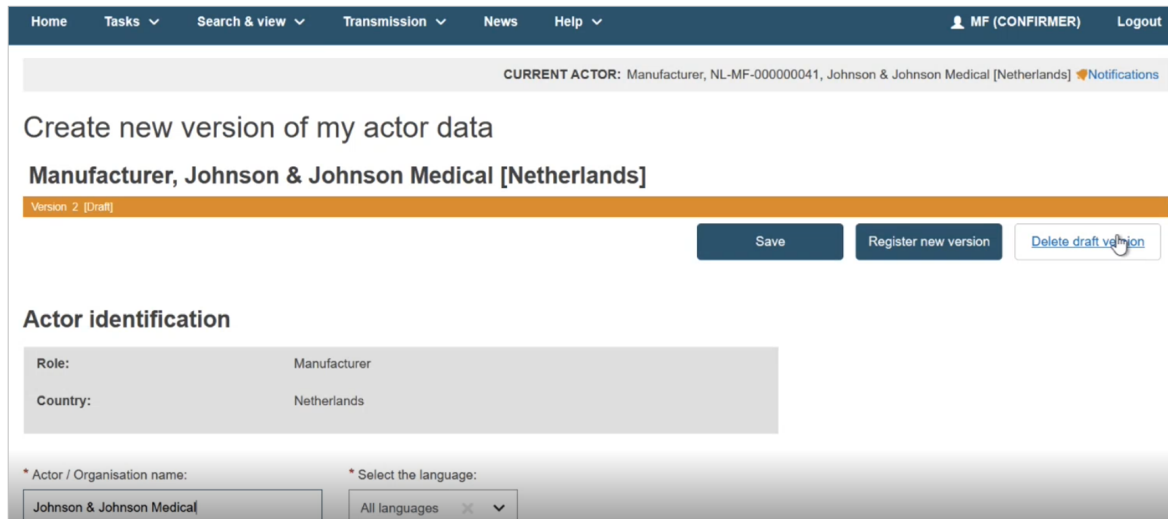 Home Tasks Search & view Transmission News Help MF (CONFIRMER) Logout
CURRENT ACTOR: Manufacturer, NL-MF-000000041, Johnson & Johnson Medical [Netherlands] Notifications
Create new version of my actor data
Manufacturer, Johnson & Johnson Medical [Netherlands]
Version 2 [Draft]
Save Register new version Delete draft version
Actor identification
Role: Manufacturer
Country: Netherlands
* Actor / Organisation name: * Select the language:
Johnson & Johnson Medical All languages